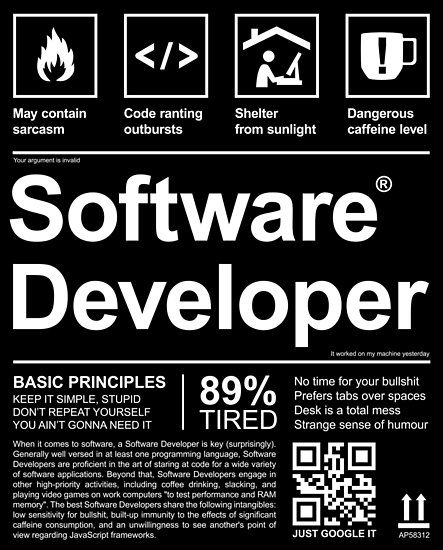 May contain sarcasm
Code ranting outbursts
Shelter from sunlight
Dangerous caffeine level
Your argument is invalid
Software®
Developer
It worked on my machine yesterday
BASIC PRINCIPLES
KEEP IT SIMPLE, STUPID
DON'T REPEAT YOURSELF
YOU AIN'T GONNA NEED IT
89%
TIRED
No time for your bullshit
Prefers tabs over spaces
Desk is a total mess
Strange sense of humour
When it comes to software, a Software Developer is key (surprisingly).
Generally well versed in at least one programming language, Software
Developers are proficient in the art of staring at code for a wide variety
of software applications. Beyond that, Software Developers engage in
other high-priority activities, including coffee drinking, slacking, and
playing video games on work computers "to test performance and RAM
memory". The best Software Developers share the following intangibles:
low sensitivity for bullshit, built-up immunity to the effects of significant
caffeine consumption, and an unwillingness to see another's point of
view regarding JavaScript frameworks.
JUST GOOGLE IT
AP58312